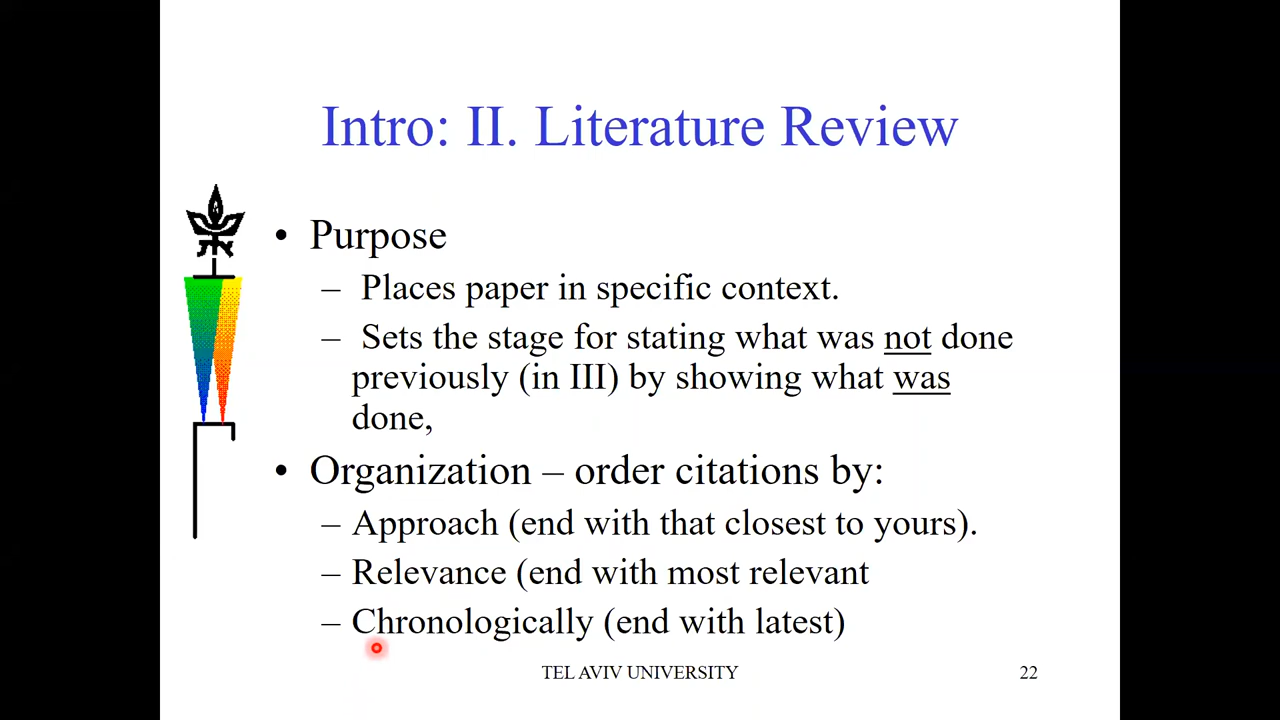 Intro: II. Literature Review
• Purpose
– Places paper in specific context.
– Sets the stage for stating what was not done
previously (in III) by showing what was
done,
• Organization – order citations by:
– Approach (end with that closest to yours).
– Relevance (end with most relevant
– Chronologically (end with latest)
TEL AVIV UNIVERSITY
22